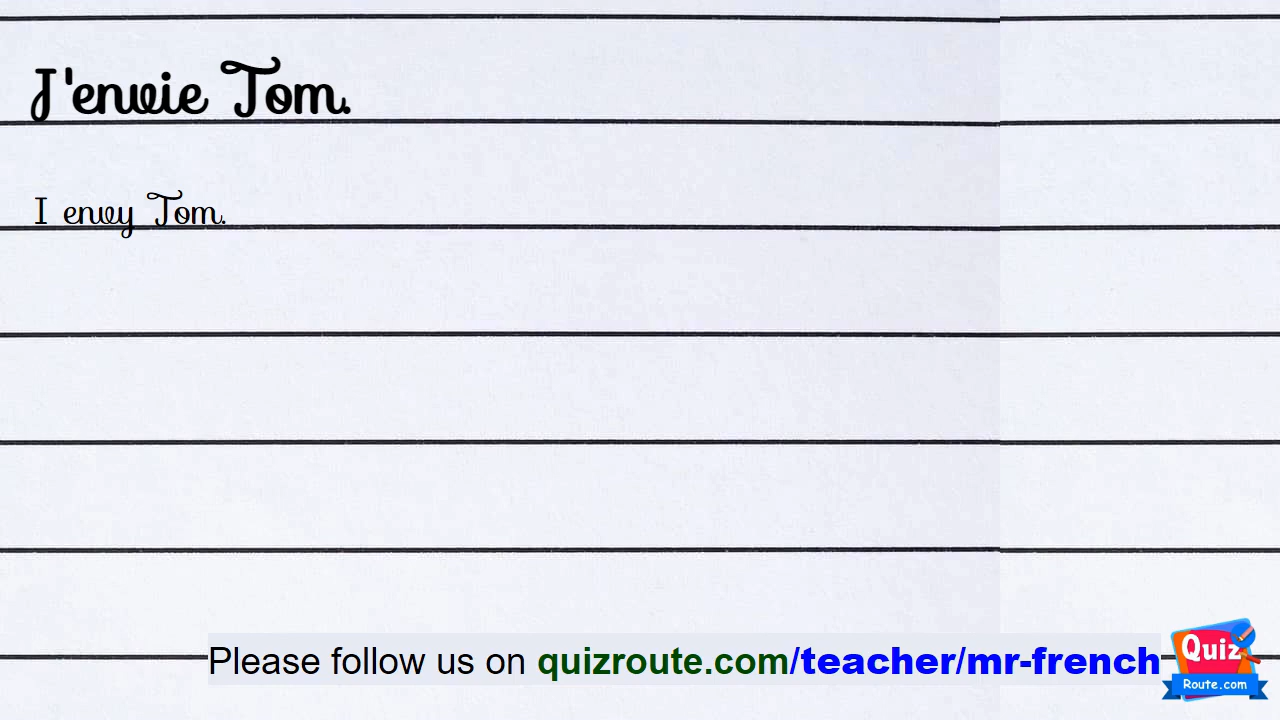 J'envie Tom.
I envy Tom.
Please follow us on quizroute.com/teacher/mr-french
Quiz
Route.com